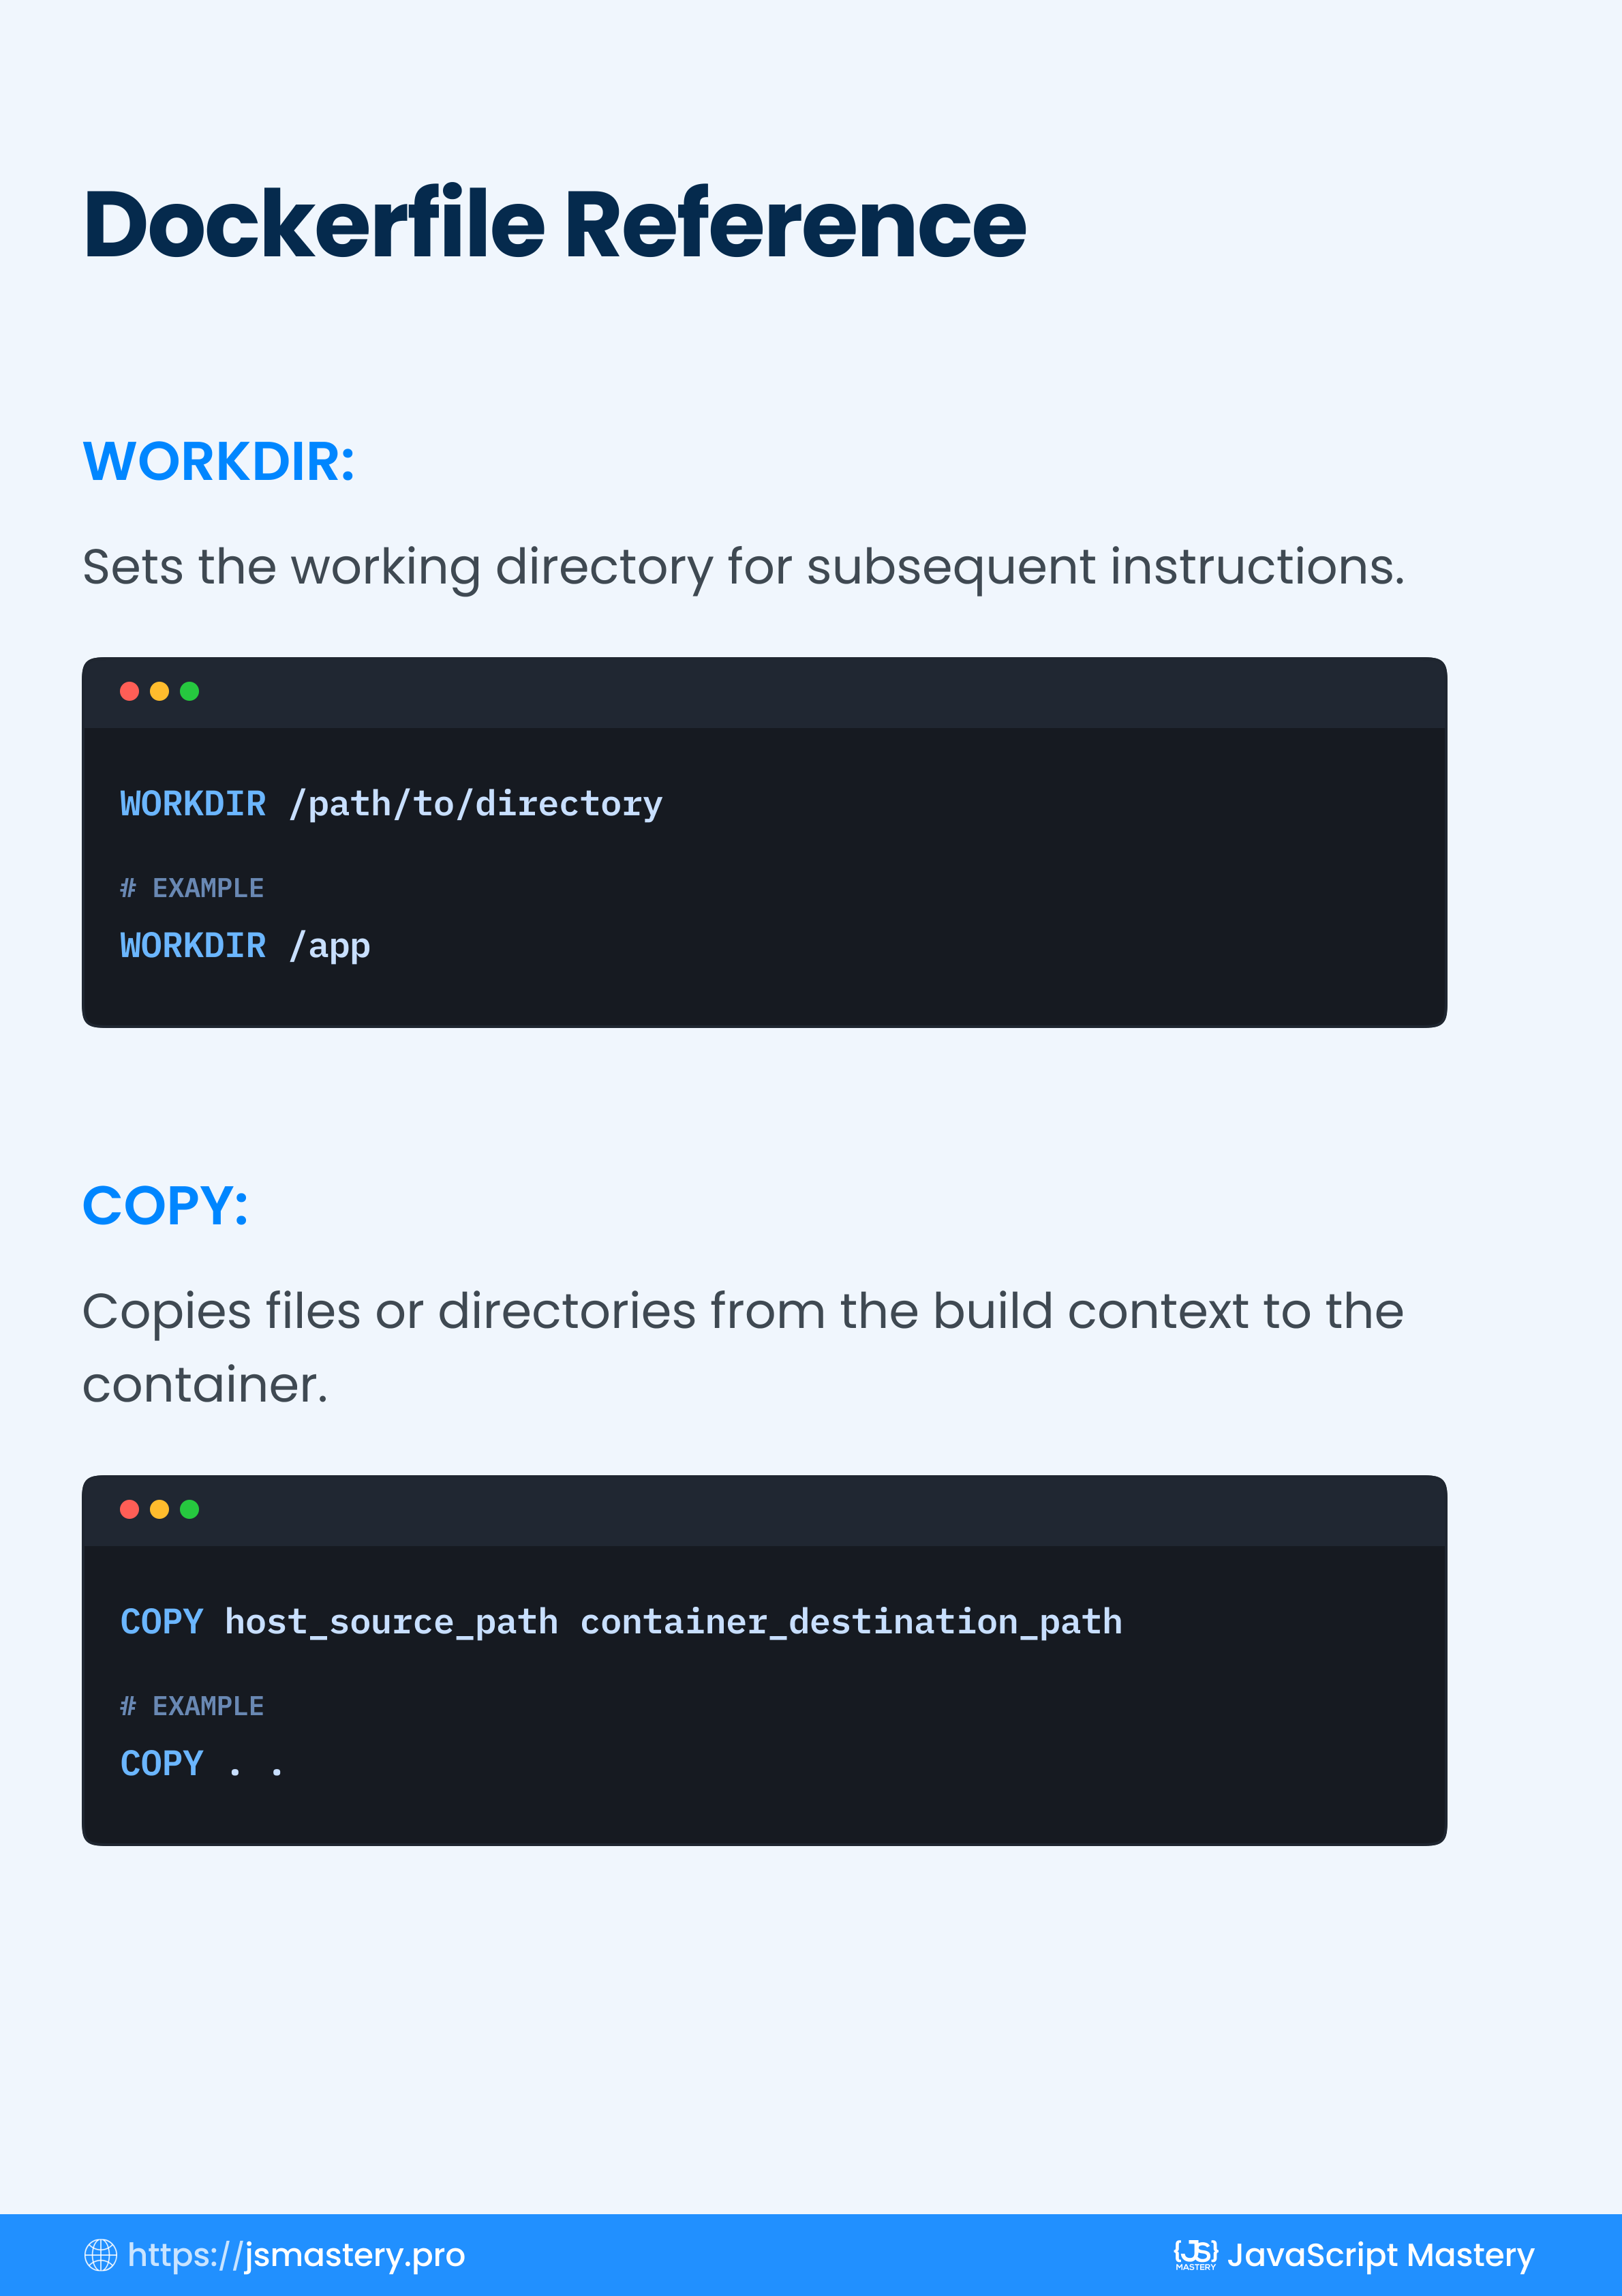 Dockerfile Reference
WORKDIR:
Sets the working directory for subsequent instructions.
WORKDIR /path/to/directory
# EXAMPLE
WORKDIR /app
COPY:
Copies files or directories from the build context to the
container.
COPY host_source_path container_destination_path
# EXAMPLE
COPY . .
https://jsmastery.pro
{JS}
MASTERY
JavaScript Mastery